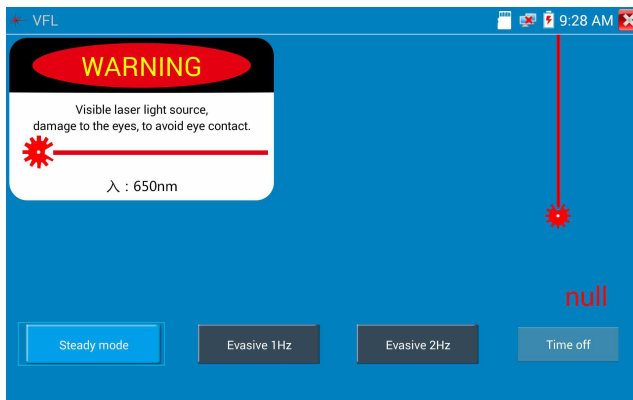 VFL
9:28 AM
WARNING
Visible laser light source,
damage to the eyes, to avoid eye contact.
入 : 650nm
null
Steady mode
Evasive 1Hz
Evasive 2Hz
Time off